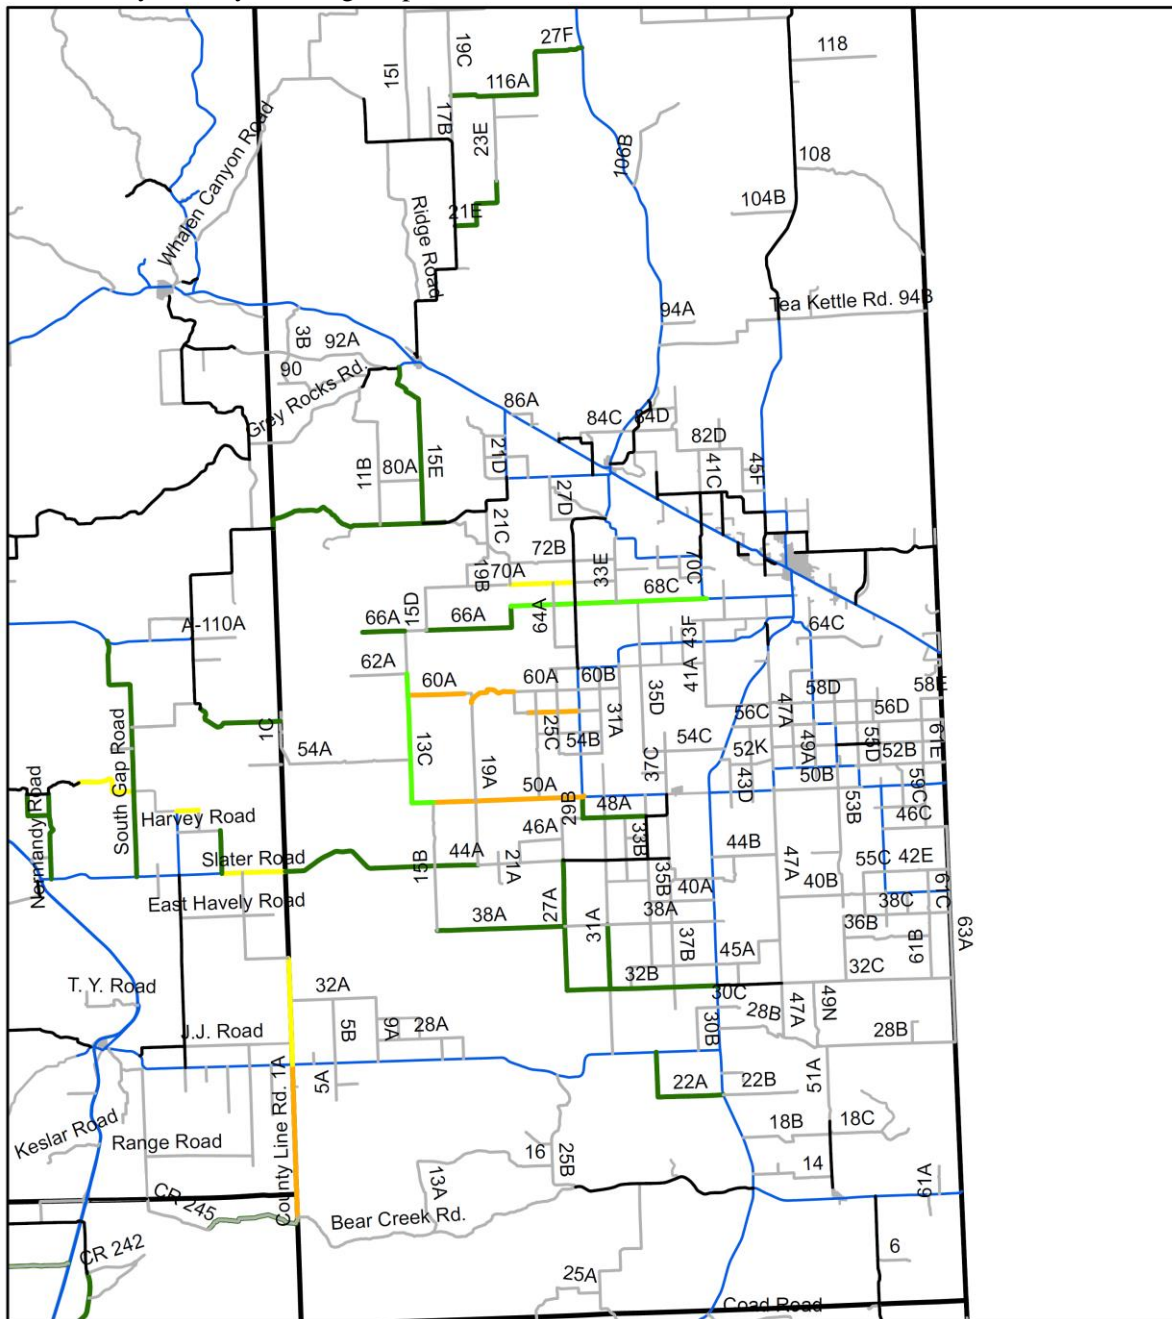 27F
118
19C
15I
116A
17B
23E
106B
108
Whalen Canyon Road
104B
21E
Ridge Road
Tea Kettle Rd. 94B
94A
3B
92A
90
Grey Rocks Rd.
86A
84C
84D
82D
21D
15E
80A
11B
41C
45F
27D
21C
72B
33E
70C
19B
70A
68C
15D
66A
66A
64A
A-110A
43F
64C
62A
60A
60A
60B
41A
58E
58D
35D
47A
56D
31A
56C
25C
1C
South Gap Road
54A
13C
54B
54C
52K
49A
55D
52B
61E
37C
19A
50A
50B
43D
59C
Normandy Road
29B
48A
53B
46C
Harvey Road
46A
33B
44B
Slater Road
15B
44A
21A
47A
55C
42E
35B
40A
40B
61C
East Havely Road
27A
38A
31A
38A
38C
36B
63A
37B
45A
61B
32B
32C
T. Y. Road
32A
30C
47A
49N
J.J. Road
5B
9A
28A
30B
28B
28B
County Line Rd. 1A
5A
22A
22B
51A
Keslar Road
Range Road
18B
18C
16
25B
14
CR 245
13A
61A
Bear Creek Rd.
CR 242
6
25A
Coad Road